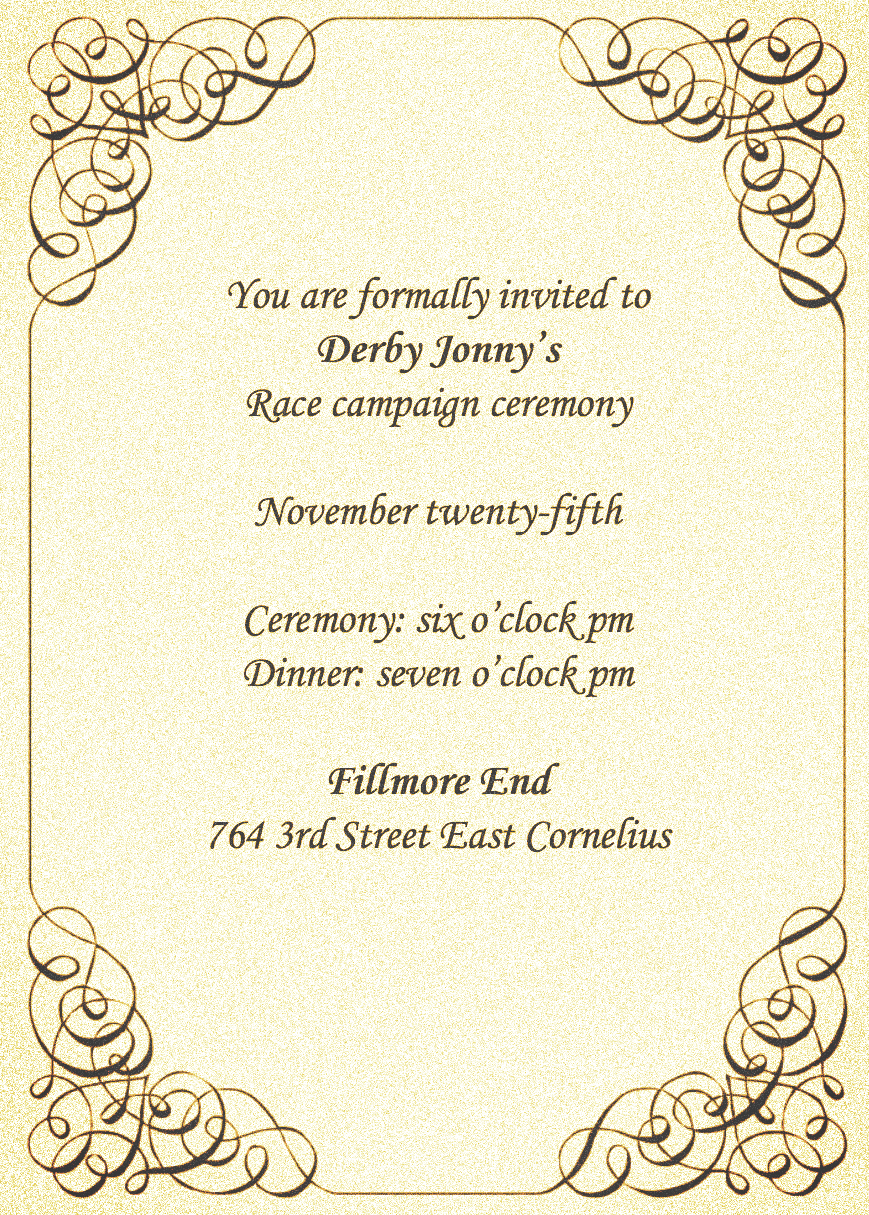 You are formally invited to
Derby Jonny’s
Race campaign ceremony
November twenty-fifth
Ceremony: six o’clock pm
Dinner: seven o’clock pm
Fillmore End
764 3rd Street East Cornelius